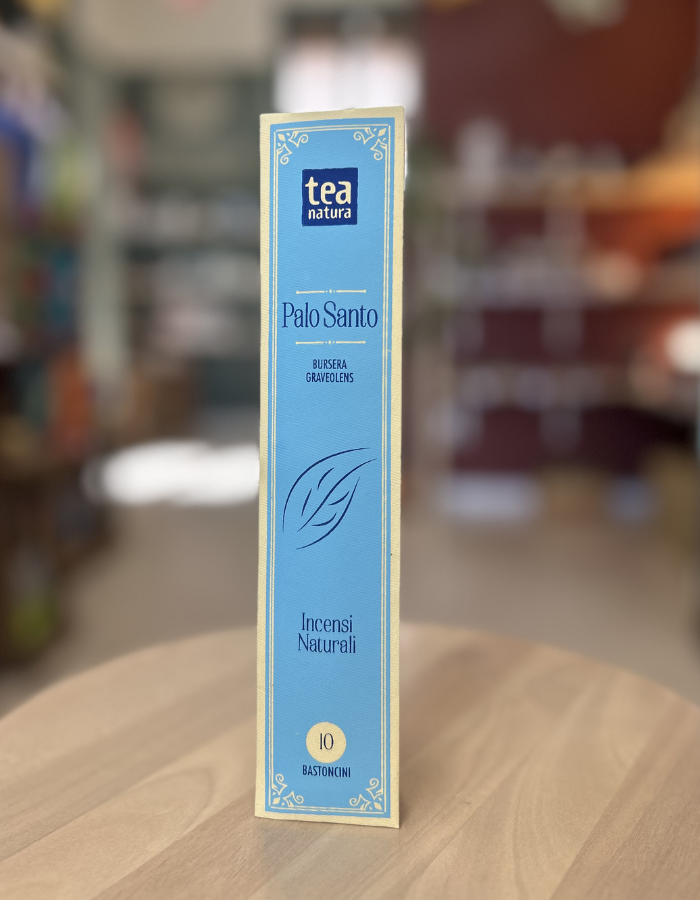 tea
natura
Palo Santo
BURSERA
GRAVEOLENS
Incensi
Naturali
10
BASTONCINI